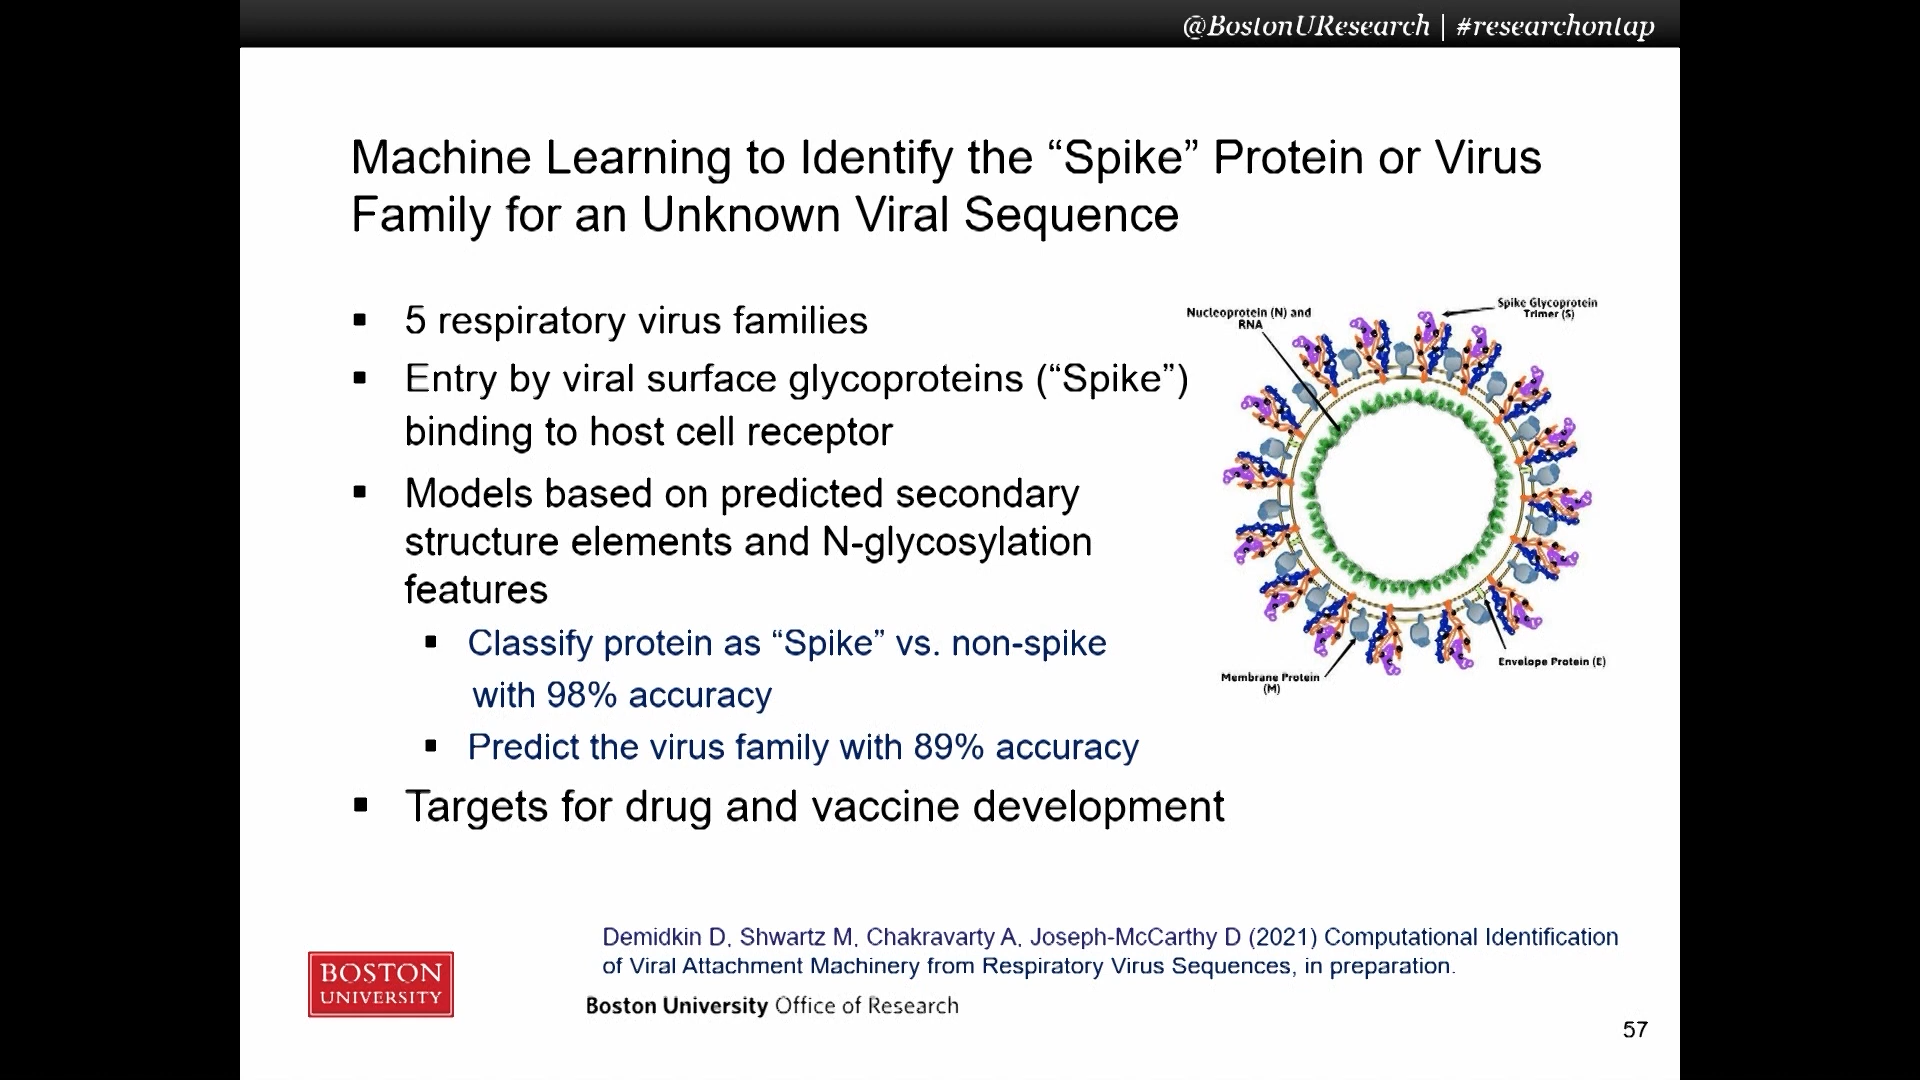 @BostonUResearch | #researchontap
Machine Learning to Identify the “Spike” Protein or Virus
Family for an Unknown Viral Sequence
▪ 5 respiratory virus families
▪ Entry by viral surface glycoproteins (“Spike”)
binding to host cell receptor
▪ Models based on predicted secondary
structure elements and N-glycosylation
features
▪ Classify protein as “Spike” vs. non-spike
with 98% accuracy
▪ Predict the virus family with 89% accuracy
▪ Targets for drug and vaccine development
Nucleoprotein (N) and
RNA
Spike Glycoprotein
Trimer (S)
Membrane Protein
(M)
Envelope Protein (E)
Demidkin D, Shwartz M, Chakravarty A, Joseph-McCarthy D (2021) Computational Identification
of Viral Attachment Machinery from Respiratory Virus Sequences, in preparation.
BOSTON
UNIVERSITY
Boston University Office of Research
57